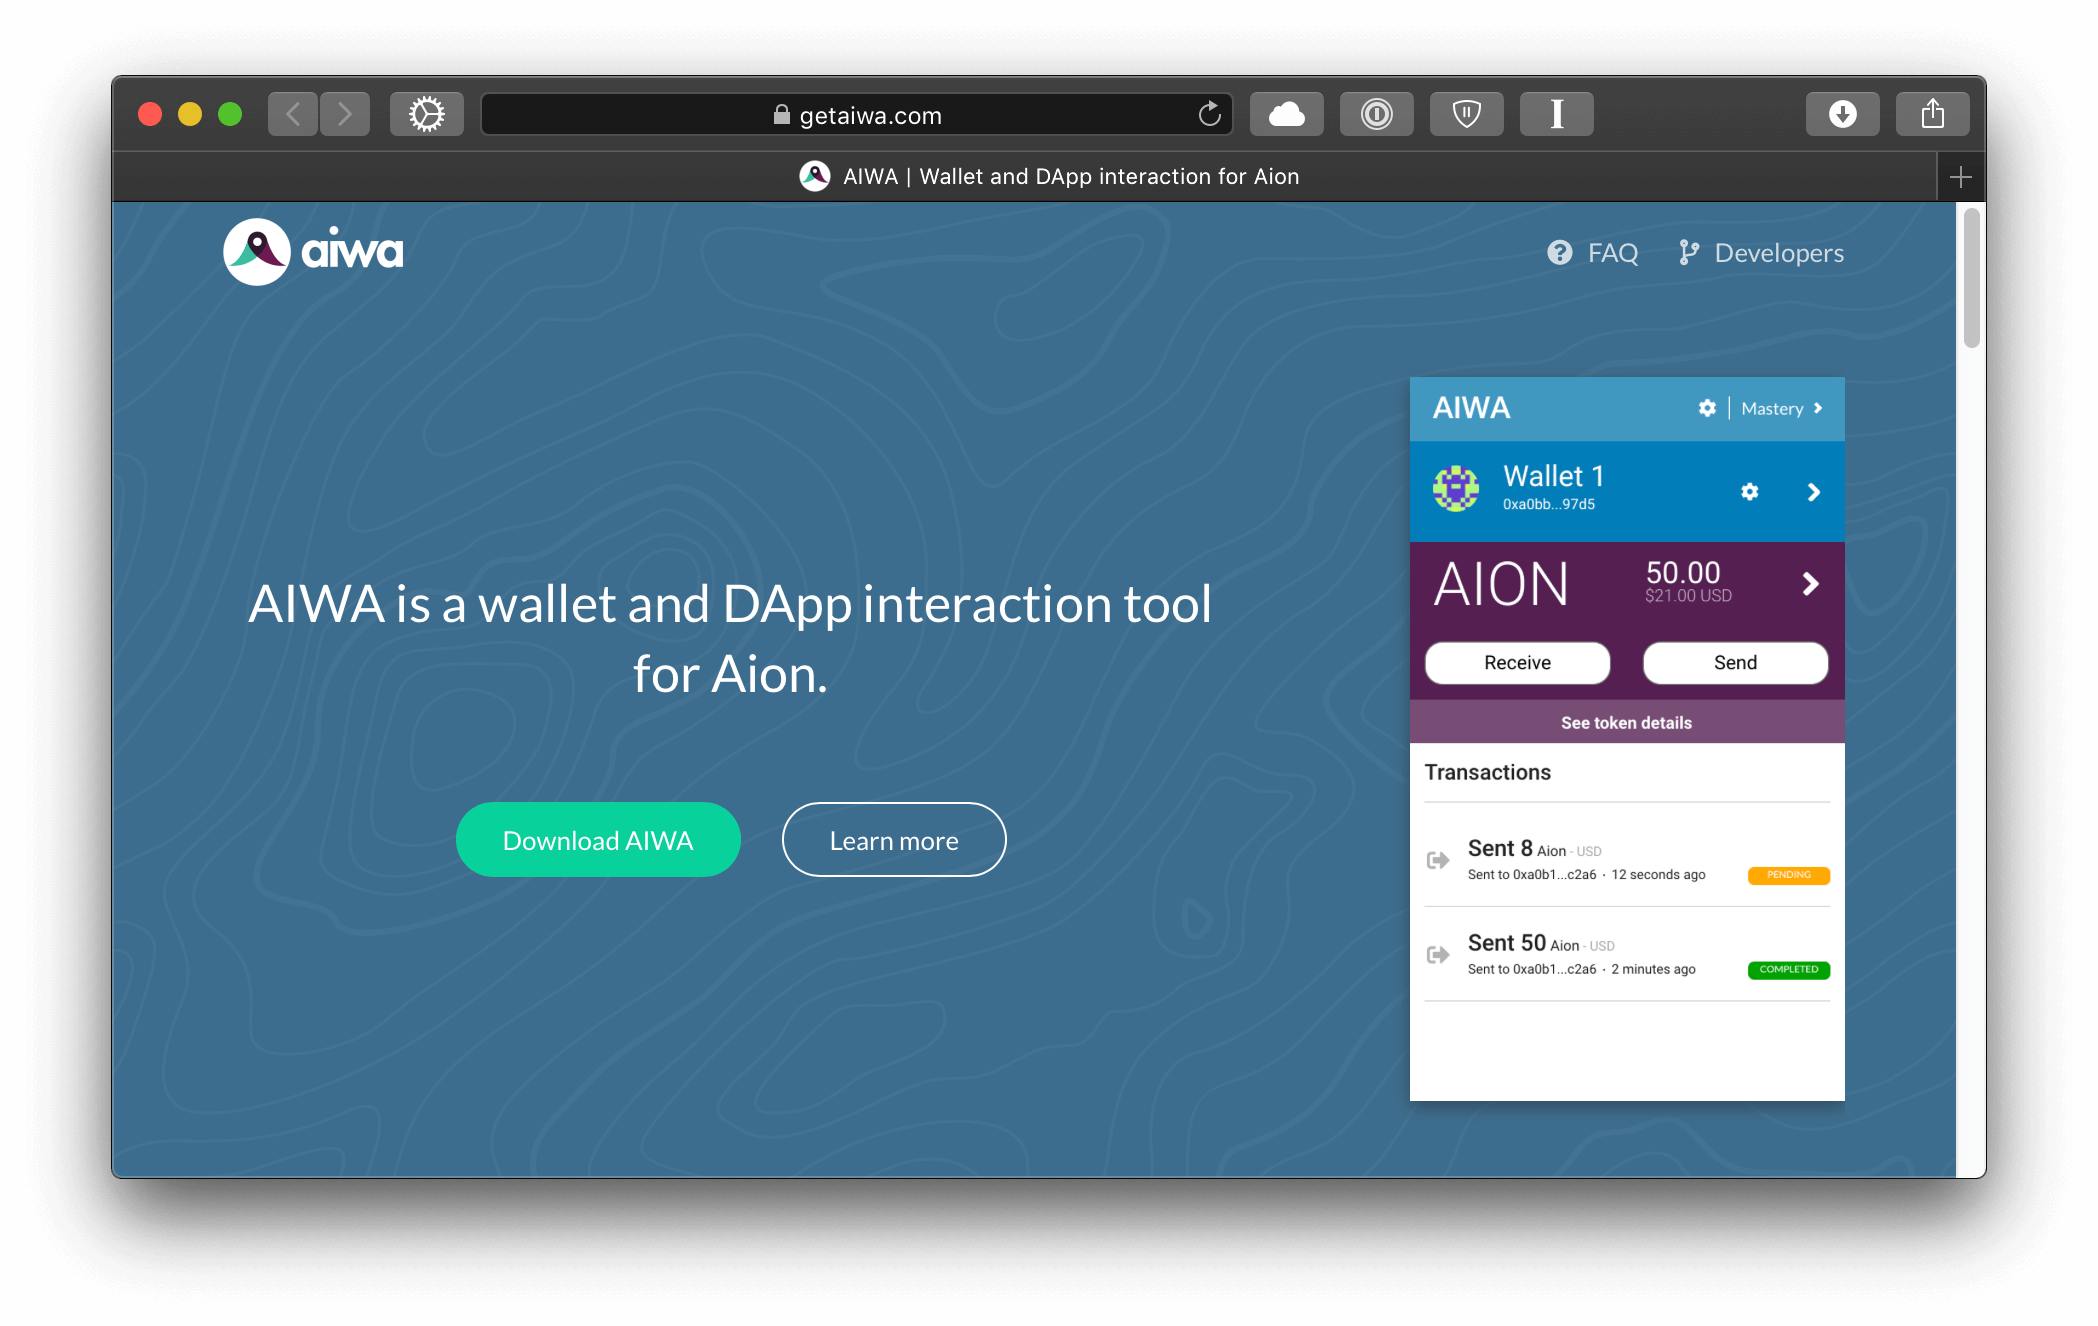 getaiwa.com
AIWA | Wallet and DApp interaction for Aion
aiwa
FAQ
Developers
AIWA is a wallet and DApp interaction tool
for Aion.
Download AIWA
Learn more
AIWA
Mastery
Wallet 1
0xa0bb...97d5
AION
50.00
$21.00 USD
Receive
Send
See token details
Transactions
Sent 8 Aion - USD
Sent to 0xa0b1...c2a6 · 12 seconds ago
PENDING
Sent 50 Aion - USD
Sent to 0xa0b1...c2a6 · 2 minutes ago
COMPLETED